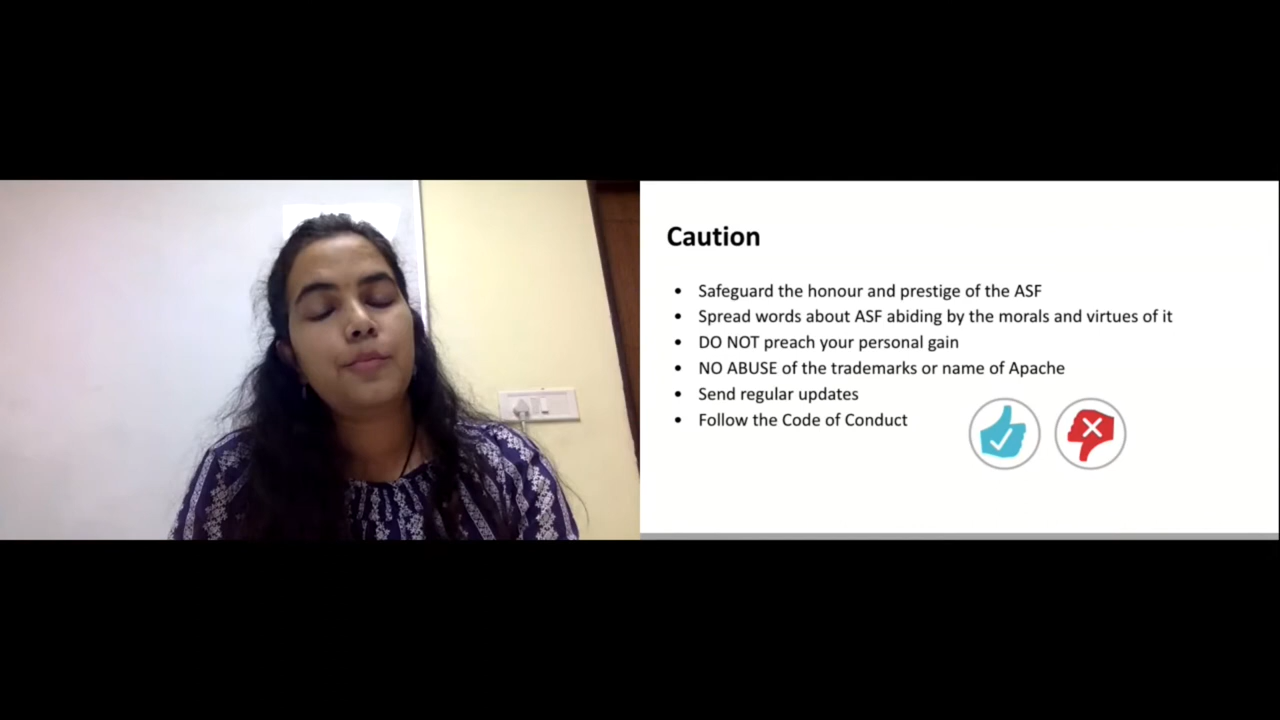 Caution
• Safeguard the honour and prestige of the ASF
• Spread words about ASF abiding by the morals and virtues of it
• DO NOT preach your personal gain
• NO ABUSE of the trademarks or name of Apache
• Send regular updates
• Follow the Code of Conduct